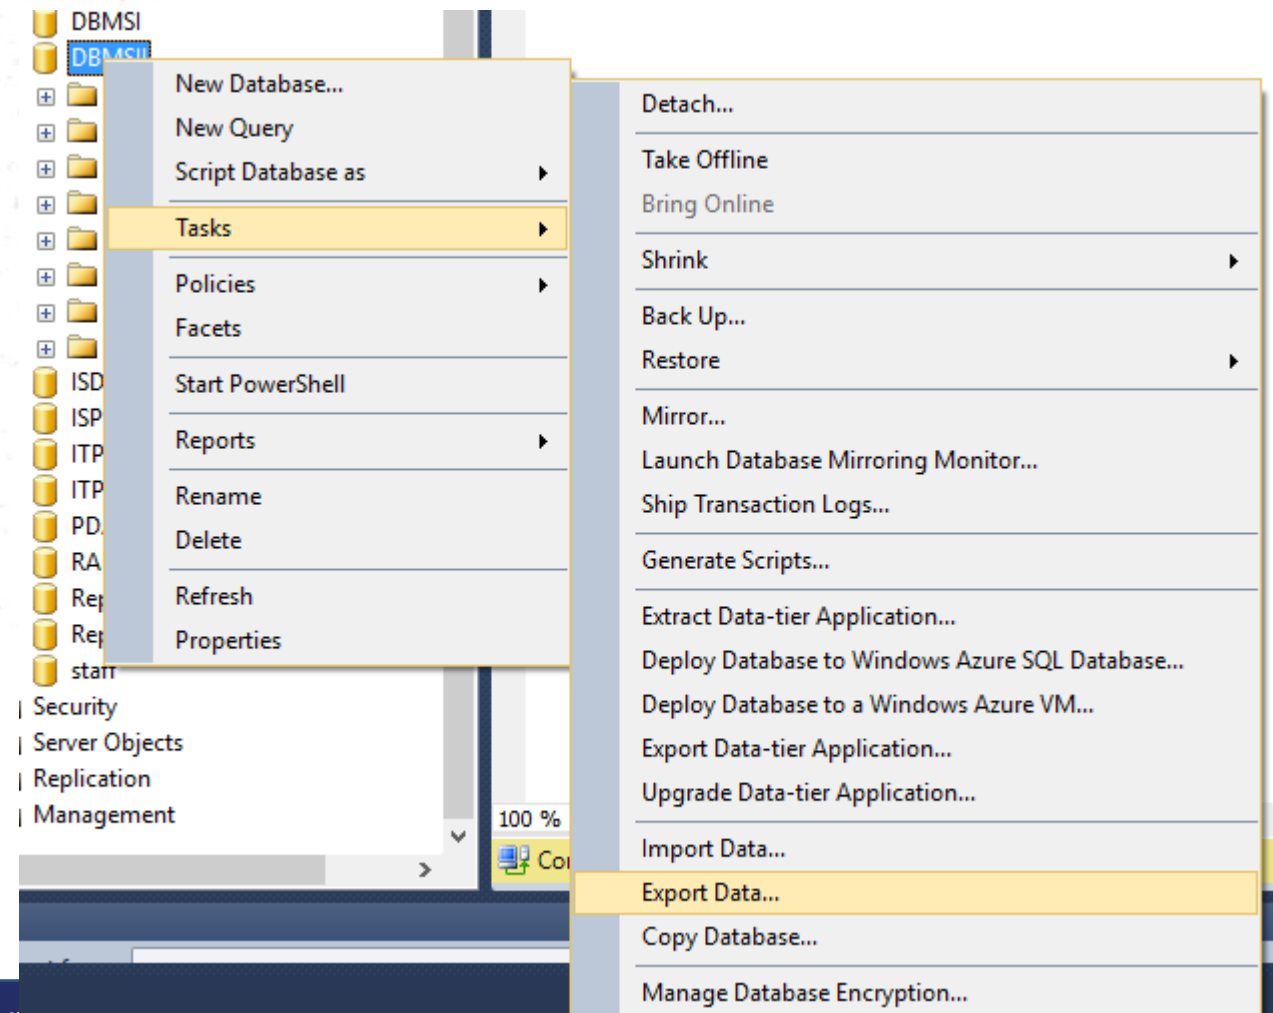 DBMSI
DBMSII
New Database...
New Query
Script Database as
Tasks
Policies
Facets
Start PowerShell
Reports
Rename
Delete
Refresh
Properties
ISD
ISP
ITP
ITP
PD
RA
Rep
Rep
staff
Security
Server Objects
Replication
Management
100 %
Detach...
Take Offline
Bring Online
Shrink
Back Up...
Restore
Mirror...
Launch Database Mirroring Monitor...
Ship Transaction Logs...
Generate Scripts...
Extract Data-tier Application...
Deploy Database to Windows Azure SQL Database...
Deploy Database to a Windows Azure VM...
Export Data-tier Application...
Upgrade Data-tier Application...
Import Data...
Export Data...
Copy Database...
Manage Database Encryption...